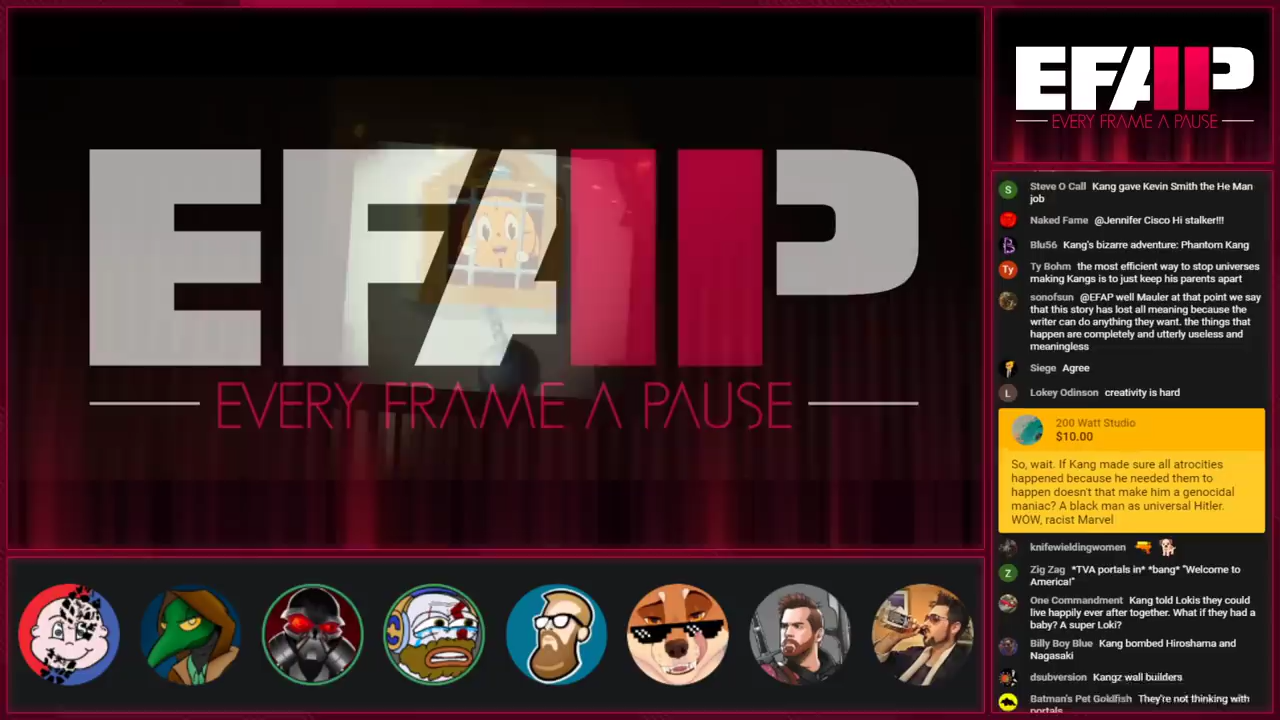 EFAP
EVERY FRAME A PAUSE
EFAP
EVERY FRAME A PAUSE
Steve O Call Kang gave Kevin Smith the He Man
job
Naked Fame @Jennifer Cisco Hi stalker!!!
Blu56 Kang's bizarre adventure: Phantom Kang
Ty Bohm the most efficient way to stop universes
making Kangs is to just keep his parents apart
sonofsun @EFAP well Mauler at that point we say
that this story has lost all meaning because the
writer can do anything they want. the things that
happen are completely and utterly useless and
meaningless
Siege Agree
Lokey Odinson creativity is hard
200 Watt Studio
$10.00
So, wait. If Kang made sure all atrocities
happened because he needed them to
happen doesn't that make him a genocidal
maniac? A black man as universal Hitler.
WOW, racist Marvel
knifewieldingwomen
Zig Zag *TVA portals in* *bang* "Welcome to
America!"
One Commandment Kang told Lokis they could
live happily ever after together. What if they had a
baby? A super Loki?
Billy Boy Blue Kang bombed Hiroshama and
Nagasaki
dsubversion Kangz wall builders
Batman's Pet Goldfish They're not thinking with
portals